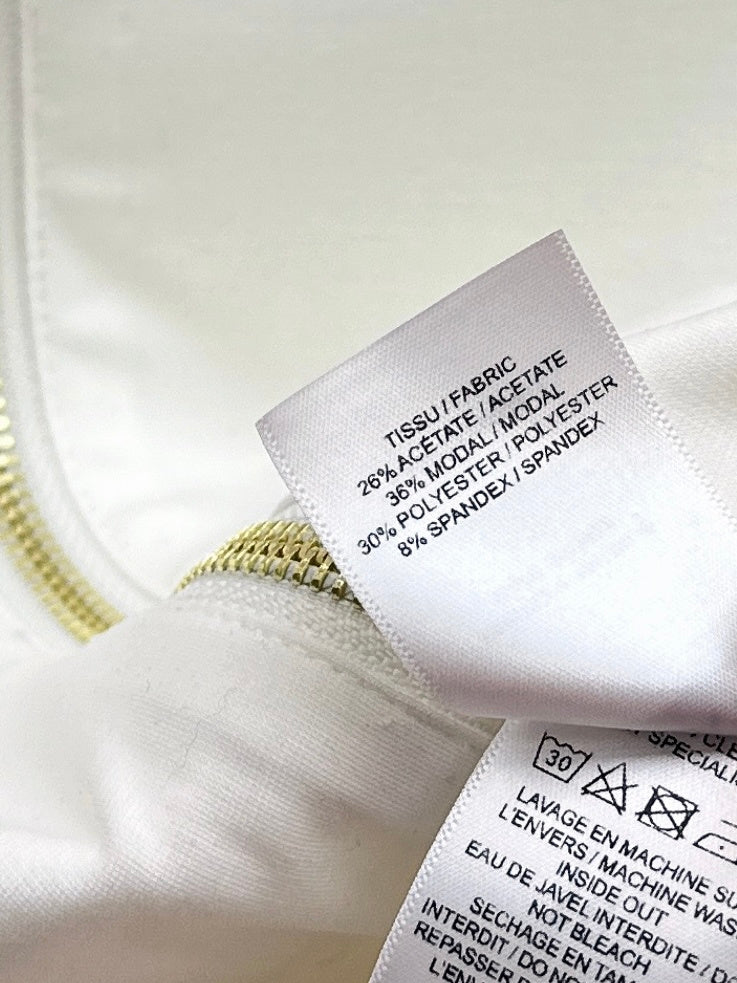 TISSU / FABRIC
26% ACÉTATE / ACETATE
36% MODAL / MODAL
30% POLYESTER / POLYESTER
8% SPANDEX / SPANDEX
30
LAVAGE EN MACHINE
L'ENVERS / MACHINE
INSIDE OUT
EAU DE JAVEL INTERDITE /
NOT BLEACH
SECHAGE EN
INTERDIT / DO NO
REPASSER